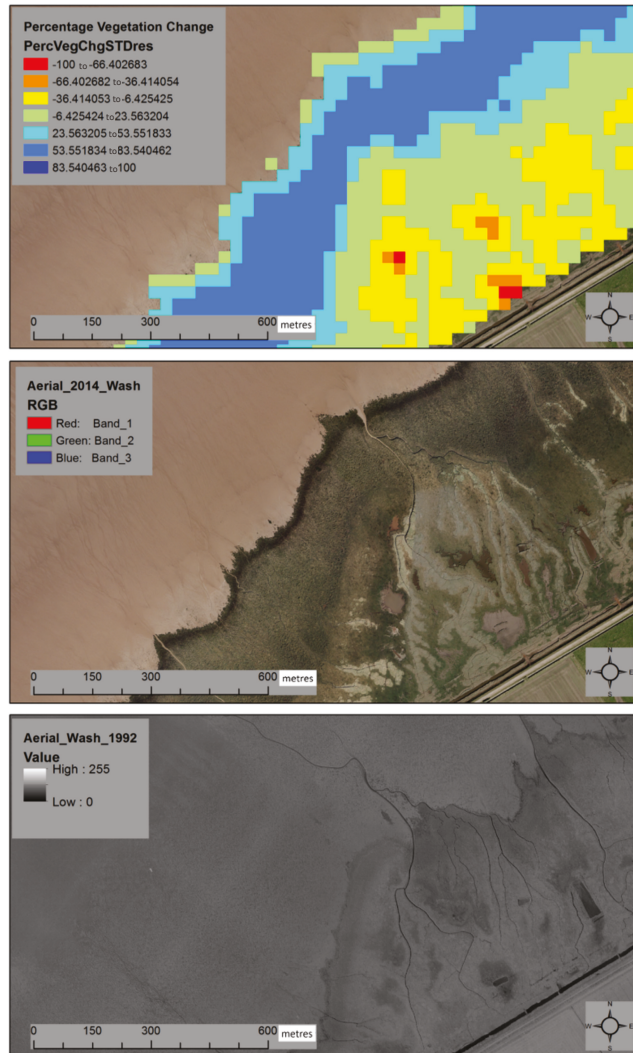 Percentage Vegetation Change
PercVegChgSTDres
-100 to -66.402683
-66.402682 to -36.414054
-36.414053 to -6.425425
-6.425424 to 23.563204
23.563205 to 53.551833
53.551834 to 83.540462
83.540463 to 100
0 150 300 600 metres
N
W E
S
Aerial_2014_Wash
RGB
Red: Band_1
Green: Band_2
Blue: Band_3
0 150 300 600 metres
N
W E
S
Aerial_Wash_1992
Value
High : 255
Low : 0
0 150 300 600 metres
N
W E
S